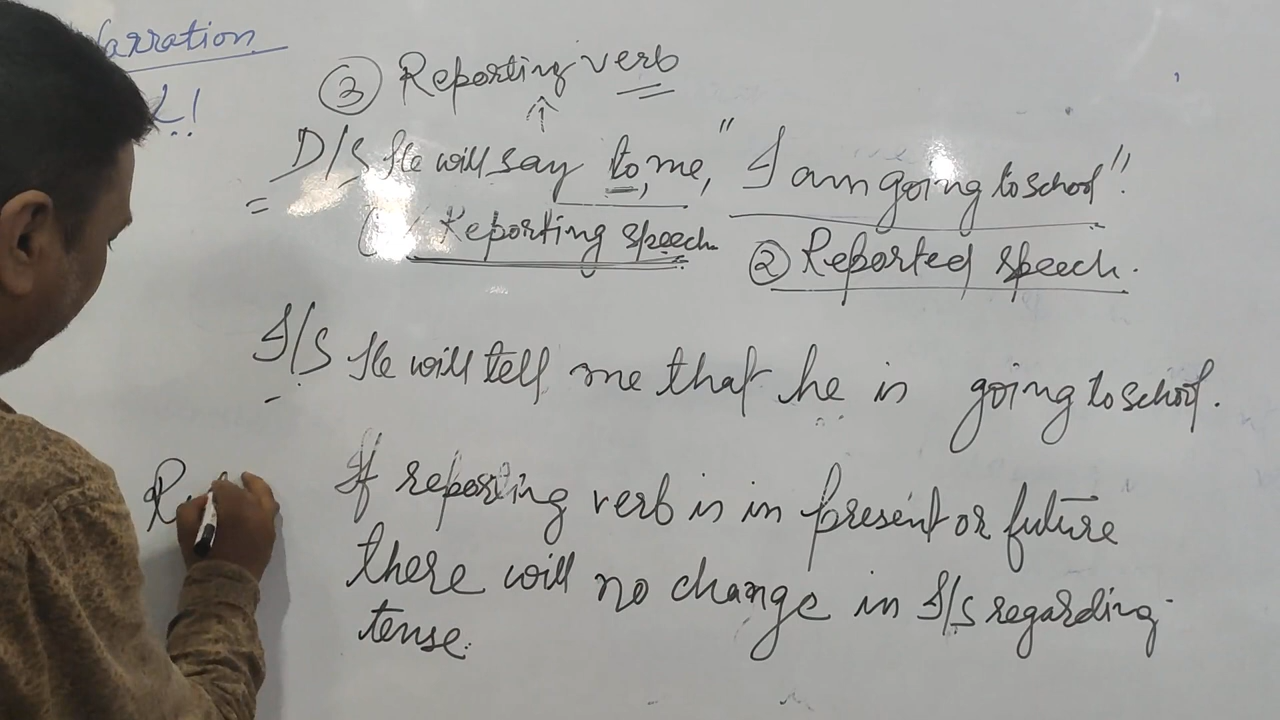 Narration
③ Reporting verb
D/S He will say to, me, " I am going to school".
Reporting speech
② Reported speech.
I/S He will tell me that he is going to school.
If reporting verb is in present or future
there will no change in I/S regarding
tense.